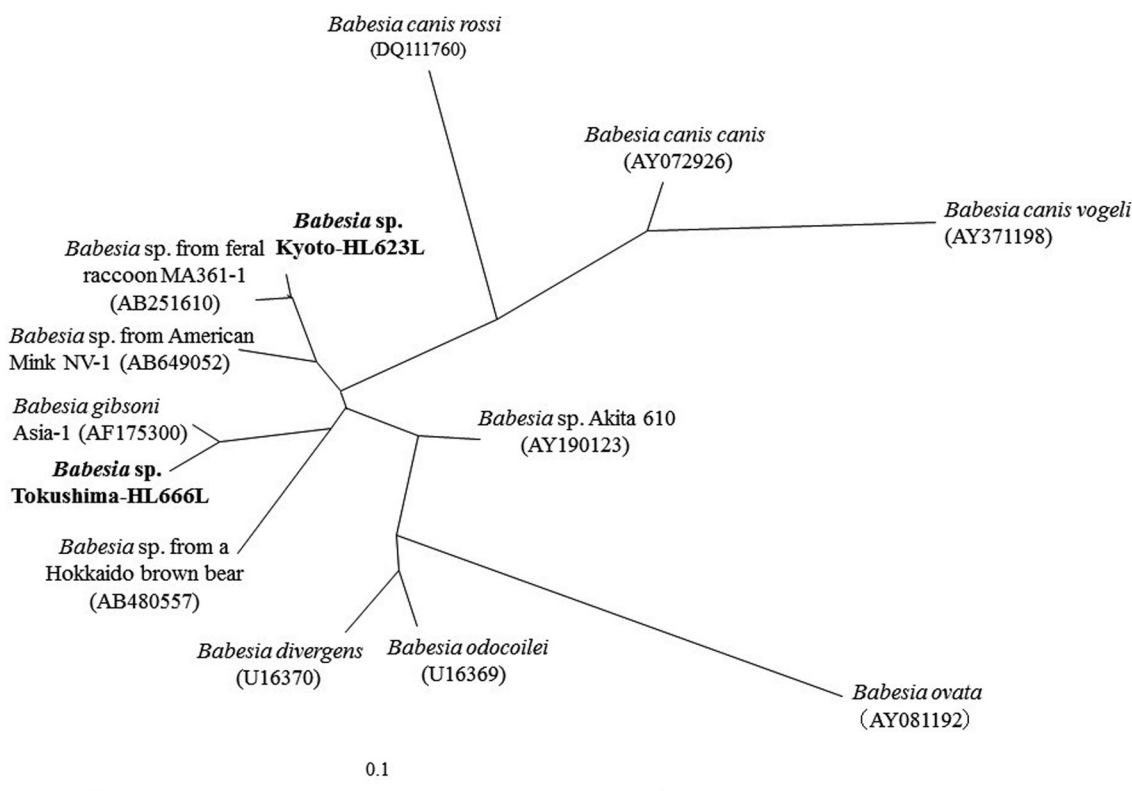 Babesia canis rossi
(DQ111760)
Babesia canis canis
(AY072926)
Babesia canis vogeli
(AY371198)
Babesia sp.
Kyoto-HL623L
Babesia sp. from feral
raccoon MA361-1
(AB251610)
Babesia sp. from American
Mink NV-1 (AB649052)
Babesia gibsoni
Asia-1 (AF175300)
Babesia sp. Akita 610
(AY190123)
Babesia sp.
Tokushima-HL666L
Babesia sp. from a
Hokkaido brown bear
(AB480557)
Babesia divergens
(U16370)
Babesia odocoilei
(U16369)
Babesia ovata
（AY081192）
0.1